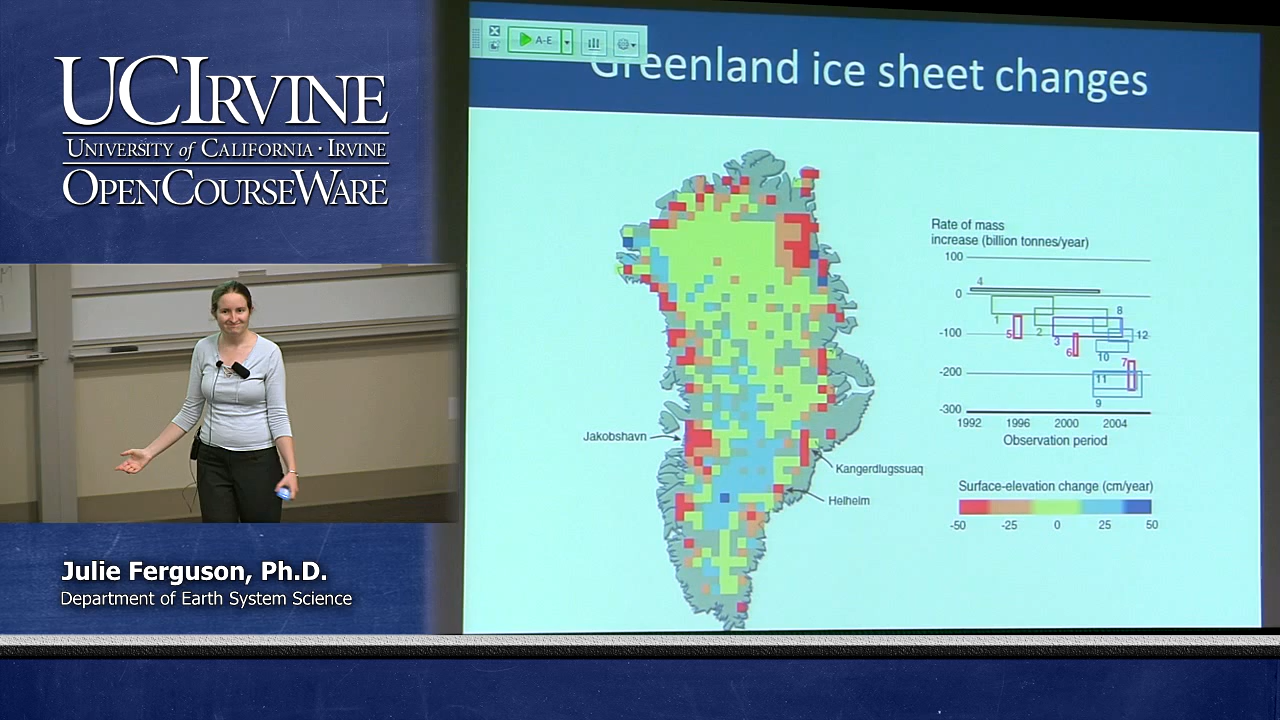 UCIRVINE
UNIVERSITY of CALIFORNIA · IRVINE
OPENCOURSEWARE
Julie Ferguson, Ph.D.
Department of Earth System Science
A-E
Greenland ice sheet changes
Jakobshavn
Kangerdlugssuaq
Helheim
Rate of mass
increase (billion tonnes/year)
100
0
-100
-200
-300
4
1
5
2
3
6
8
12
10
7
11
9
1992 1996 2000 2004
Observation period
Surface-elevation change (cm/year)
-50 -25 0 25 50